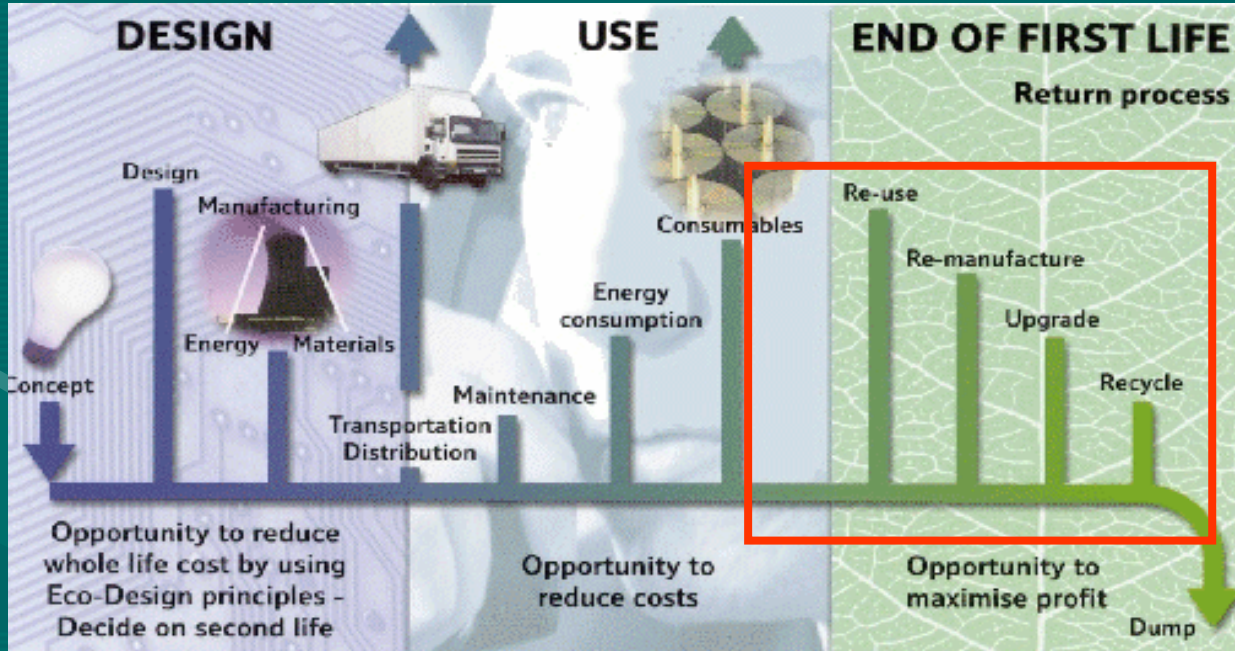 DESIGN
USE
END OF FIRST LIFE
Return process
Design
Manufacturing
Energy
Materials
Concept
Transportation
Distribution
Maintenance
Energy
consumption
Consumables
Re-use
Re-manufacture
Upgrade
Recycle
Opportunity to reduce
whole life cost by using
Eco-Design principles -
Decide on second life
Opportunity to
reduce costs
Opportunity to
maximise profit
Dump